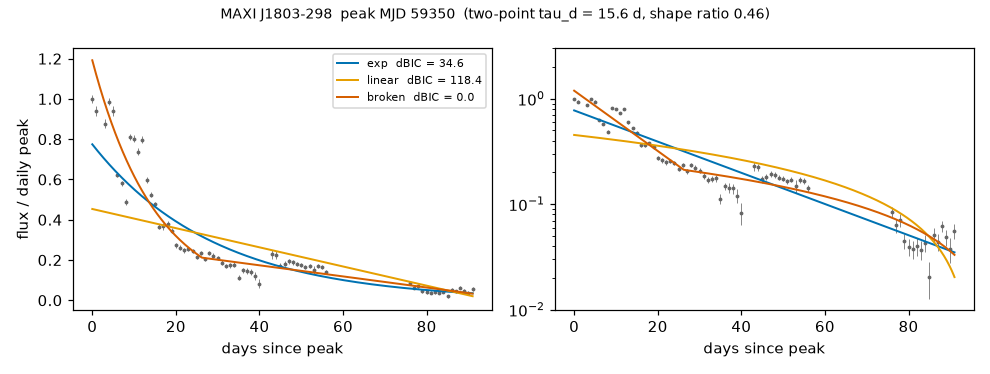 MAXI J1803-298  peak MJD 59350  (two-point tau_d = 15.6 d, shape ratio 0.46)
flux / daily peak
1.2
1.0
0.8
0.6
0.4
0.2
0.0
exp  dBIC = 34.6
linear  dBIC = 118.4
broken  dBIC = 0.0
0 20 40 60 80
days since peak
10⁰
10⁻¹
10⁻²
0 20 40 60 80
days since peak